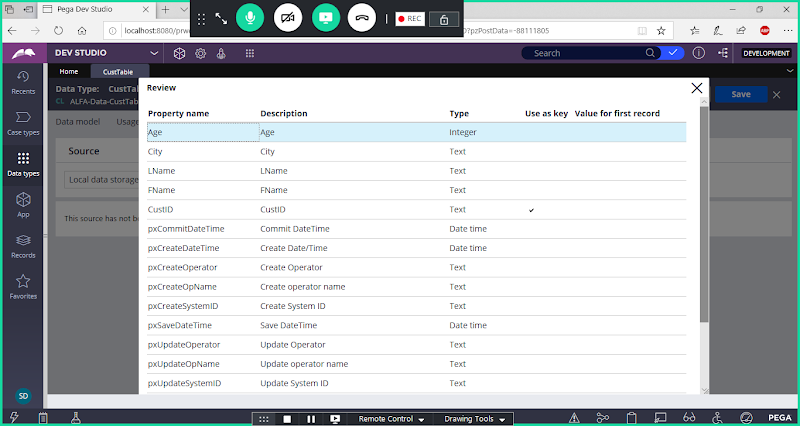 Pega Dev Studio
localhost:8080/prw
0?pzPostData=-88111805
REC
DEV STUDIO
Search
DEVELOPMENT
Home
CustTable
Recents
Case types
Data types
App
Records
Favorites
SD
Data Type: CustT
CL ALFA-Data-CustTab
Save
Data model
Usage
Source
Local data storage
This source has not b
Review
Property name Description Type Use as key Value for first record
Age Age Integer
City City Text
LName LName Text
FName FName Text
CustID CustID Text ✔
pxCommitDateTime Commit DateTime Date time
pxCreateDateTime Create Date/Time Date time
pxCreateOperator Create Operator Text
pxCreateOpName Create operator name Text
pxCreateSystemID Create System ID Text
pxSaveDateTime Save DateTime Date time
pxUpdateOperator Update Operator Text
pxUpdateOpName Update operator name Text
pxUpdateSystemID Update System ID Text
Remote Control
Drawing Tools
PEGA